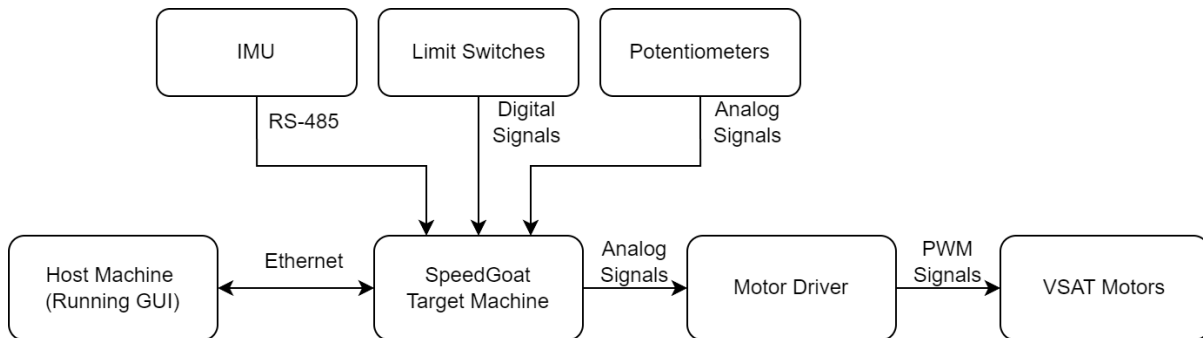 IMU
Limit Switches
Potentiometers
RS-485
Digital
Signals
Analog
Signals
Host Machine
(Running GUI)
Ethernet
SpeedGoat
Target Machine
Analog
Signals
Motor Driver
PWM
Signals
VSAT Motors